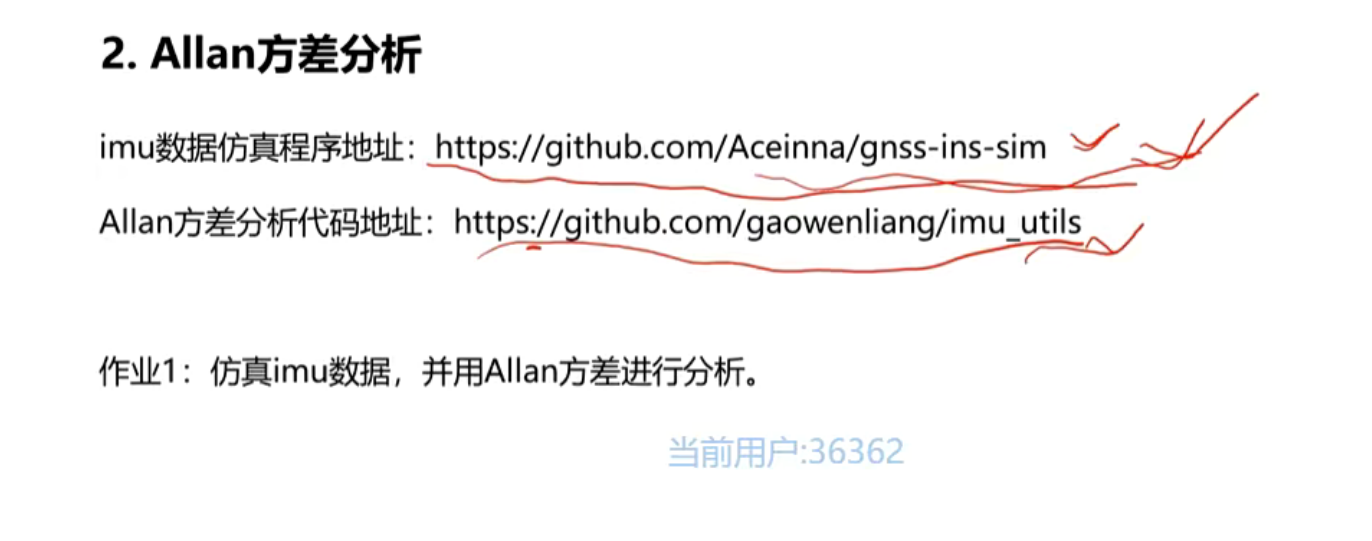 2. Allan方差分析
imu数据仿真程序地址：https://github.com/Aceinna/gnss-ins-sim
Allan方差分析代码地址：https://github.com/gaowenliang/imu_utils
作业1：仿真imu数据，并用Allan方差进行分析。
当前用户:36362